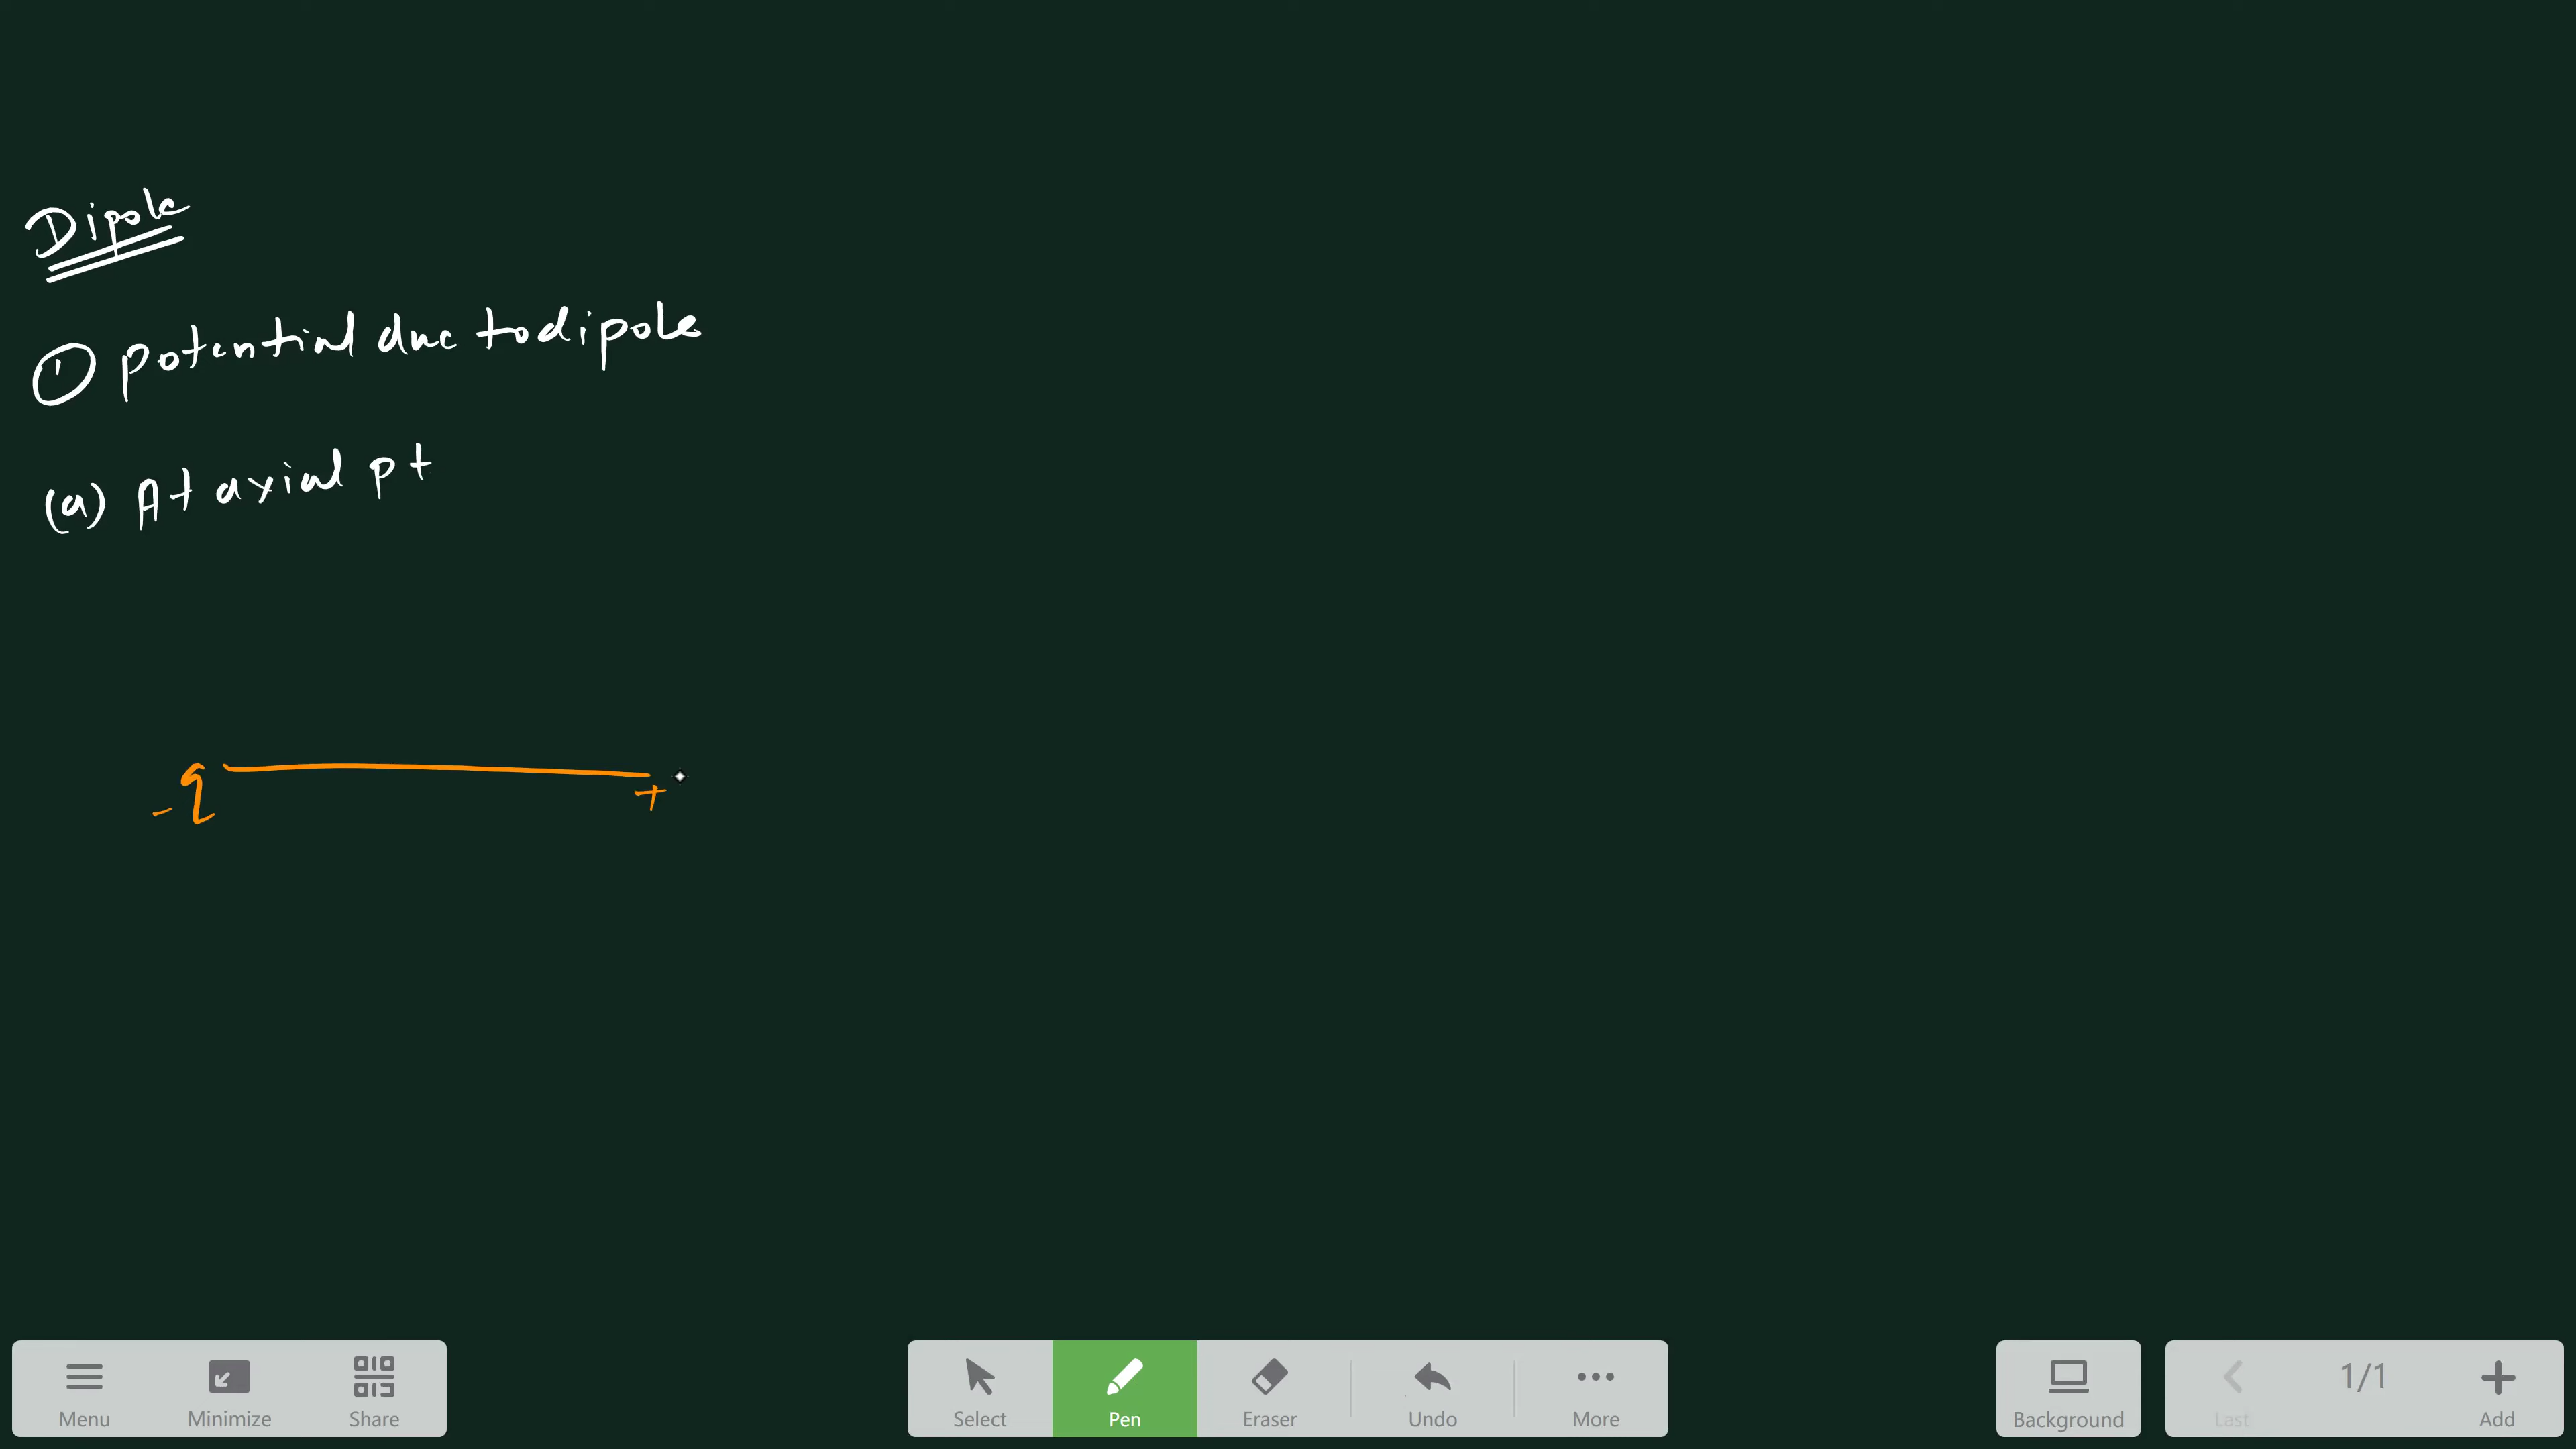 Dipole
① potential due to dipole
(a) At axial pt
-q +
Menu Minimize Share Select Pen Eraser Undo More Background Last 1/1 Add